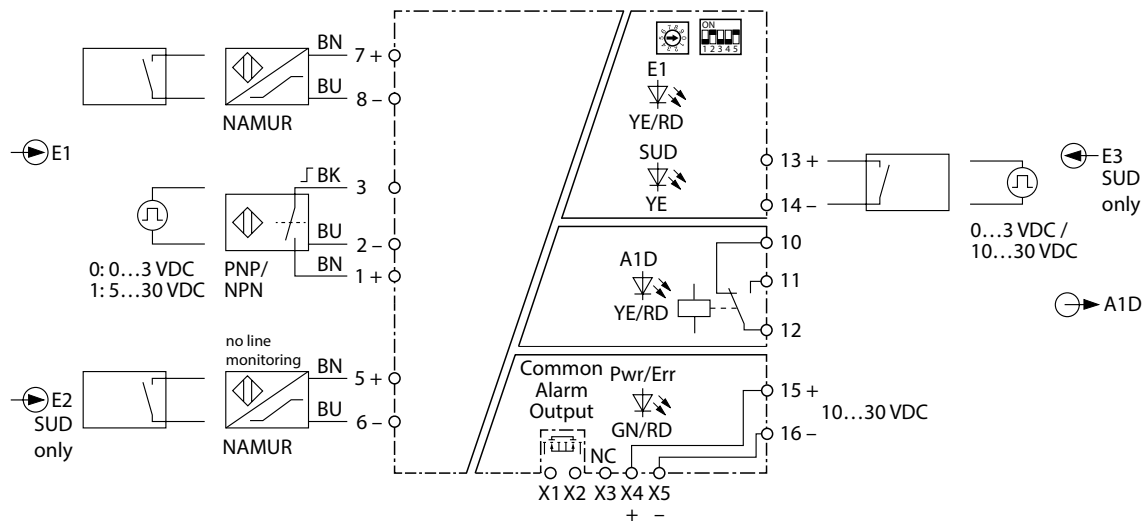 BN
7 +
BU
8 –
NAMUR
E1
BK
3
BU
2 –
BN
1 +
0: 0…3 VDC
1: 5…30 VDC
PNP/
NPN
no line
monitoring
BN
5 +
BU
6 –
NAMUR
E2
SUD
only
ON
1 2 3 4 5
E1
YE/RD
SUD
YE
13 +
14 –
E3
SUD
only
0…3 VDC /
10…30 VDC
10
11
12
A1D
YE/RD
A1D
Common
Alarm
Output
Pwr/Err
GN/RD
15 +
16 –
10…30 VDC
NC
X1 X2 X3 X4 X5
+ –